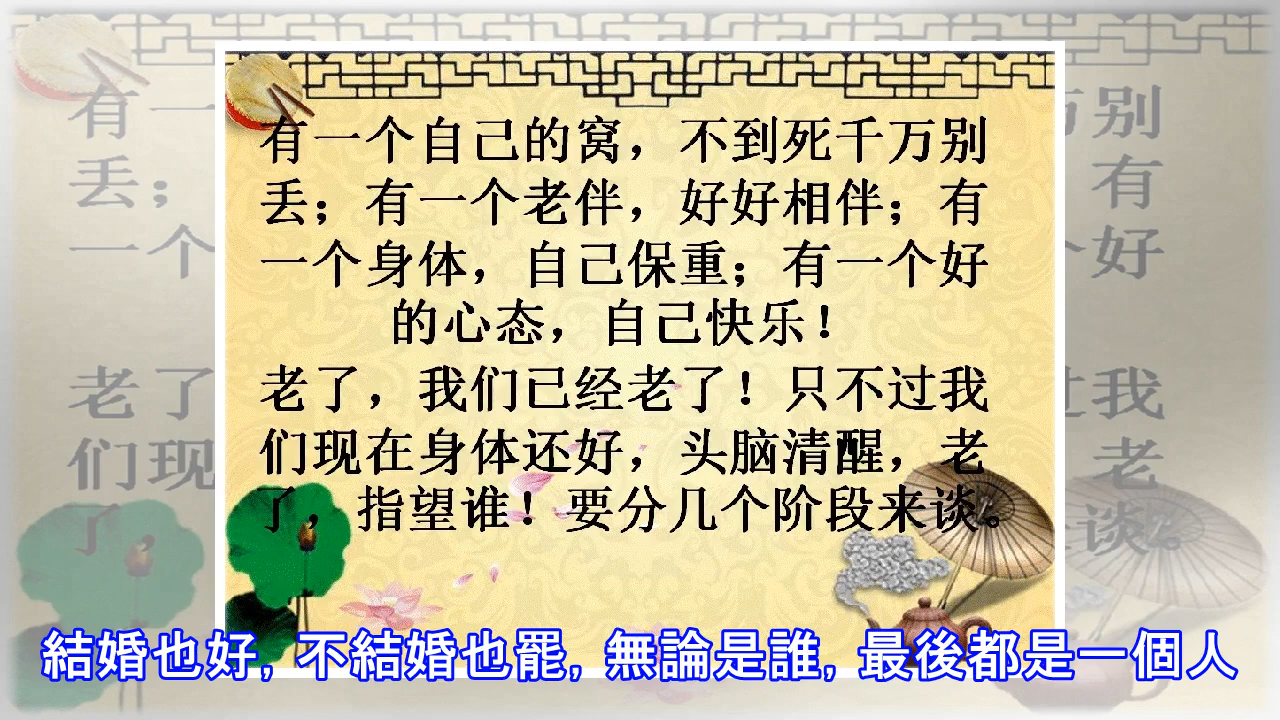 有一个自己的窝，不到死千万别
丢；有一个老伴，好好相伴；有
一个身体，自己保重；有一个好
的心态，自己快乐！
老了，我们已经老了！只不过我
们现在身体还好，头脑清醒，老
了，指望谁！要分几个阶段来谈。
結婚也好，不結婚也罷，無論是誰，最後都是一個人